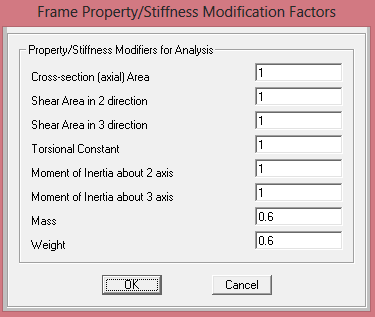 Frame Property/Stiffness Modification Factors
Property/Stiffness Modifiers for Analysis
Cross-section (axial) Area 1
Shear Area in 2 direction 1
Shear Area in 3 direction 1
Torsional Constant 1
Moment of Inertia about 2 axis 1
Moment of Inertia about 3 axis 1
Mass 0.6
Weight 0.6
OK Cancel